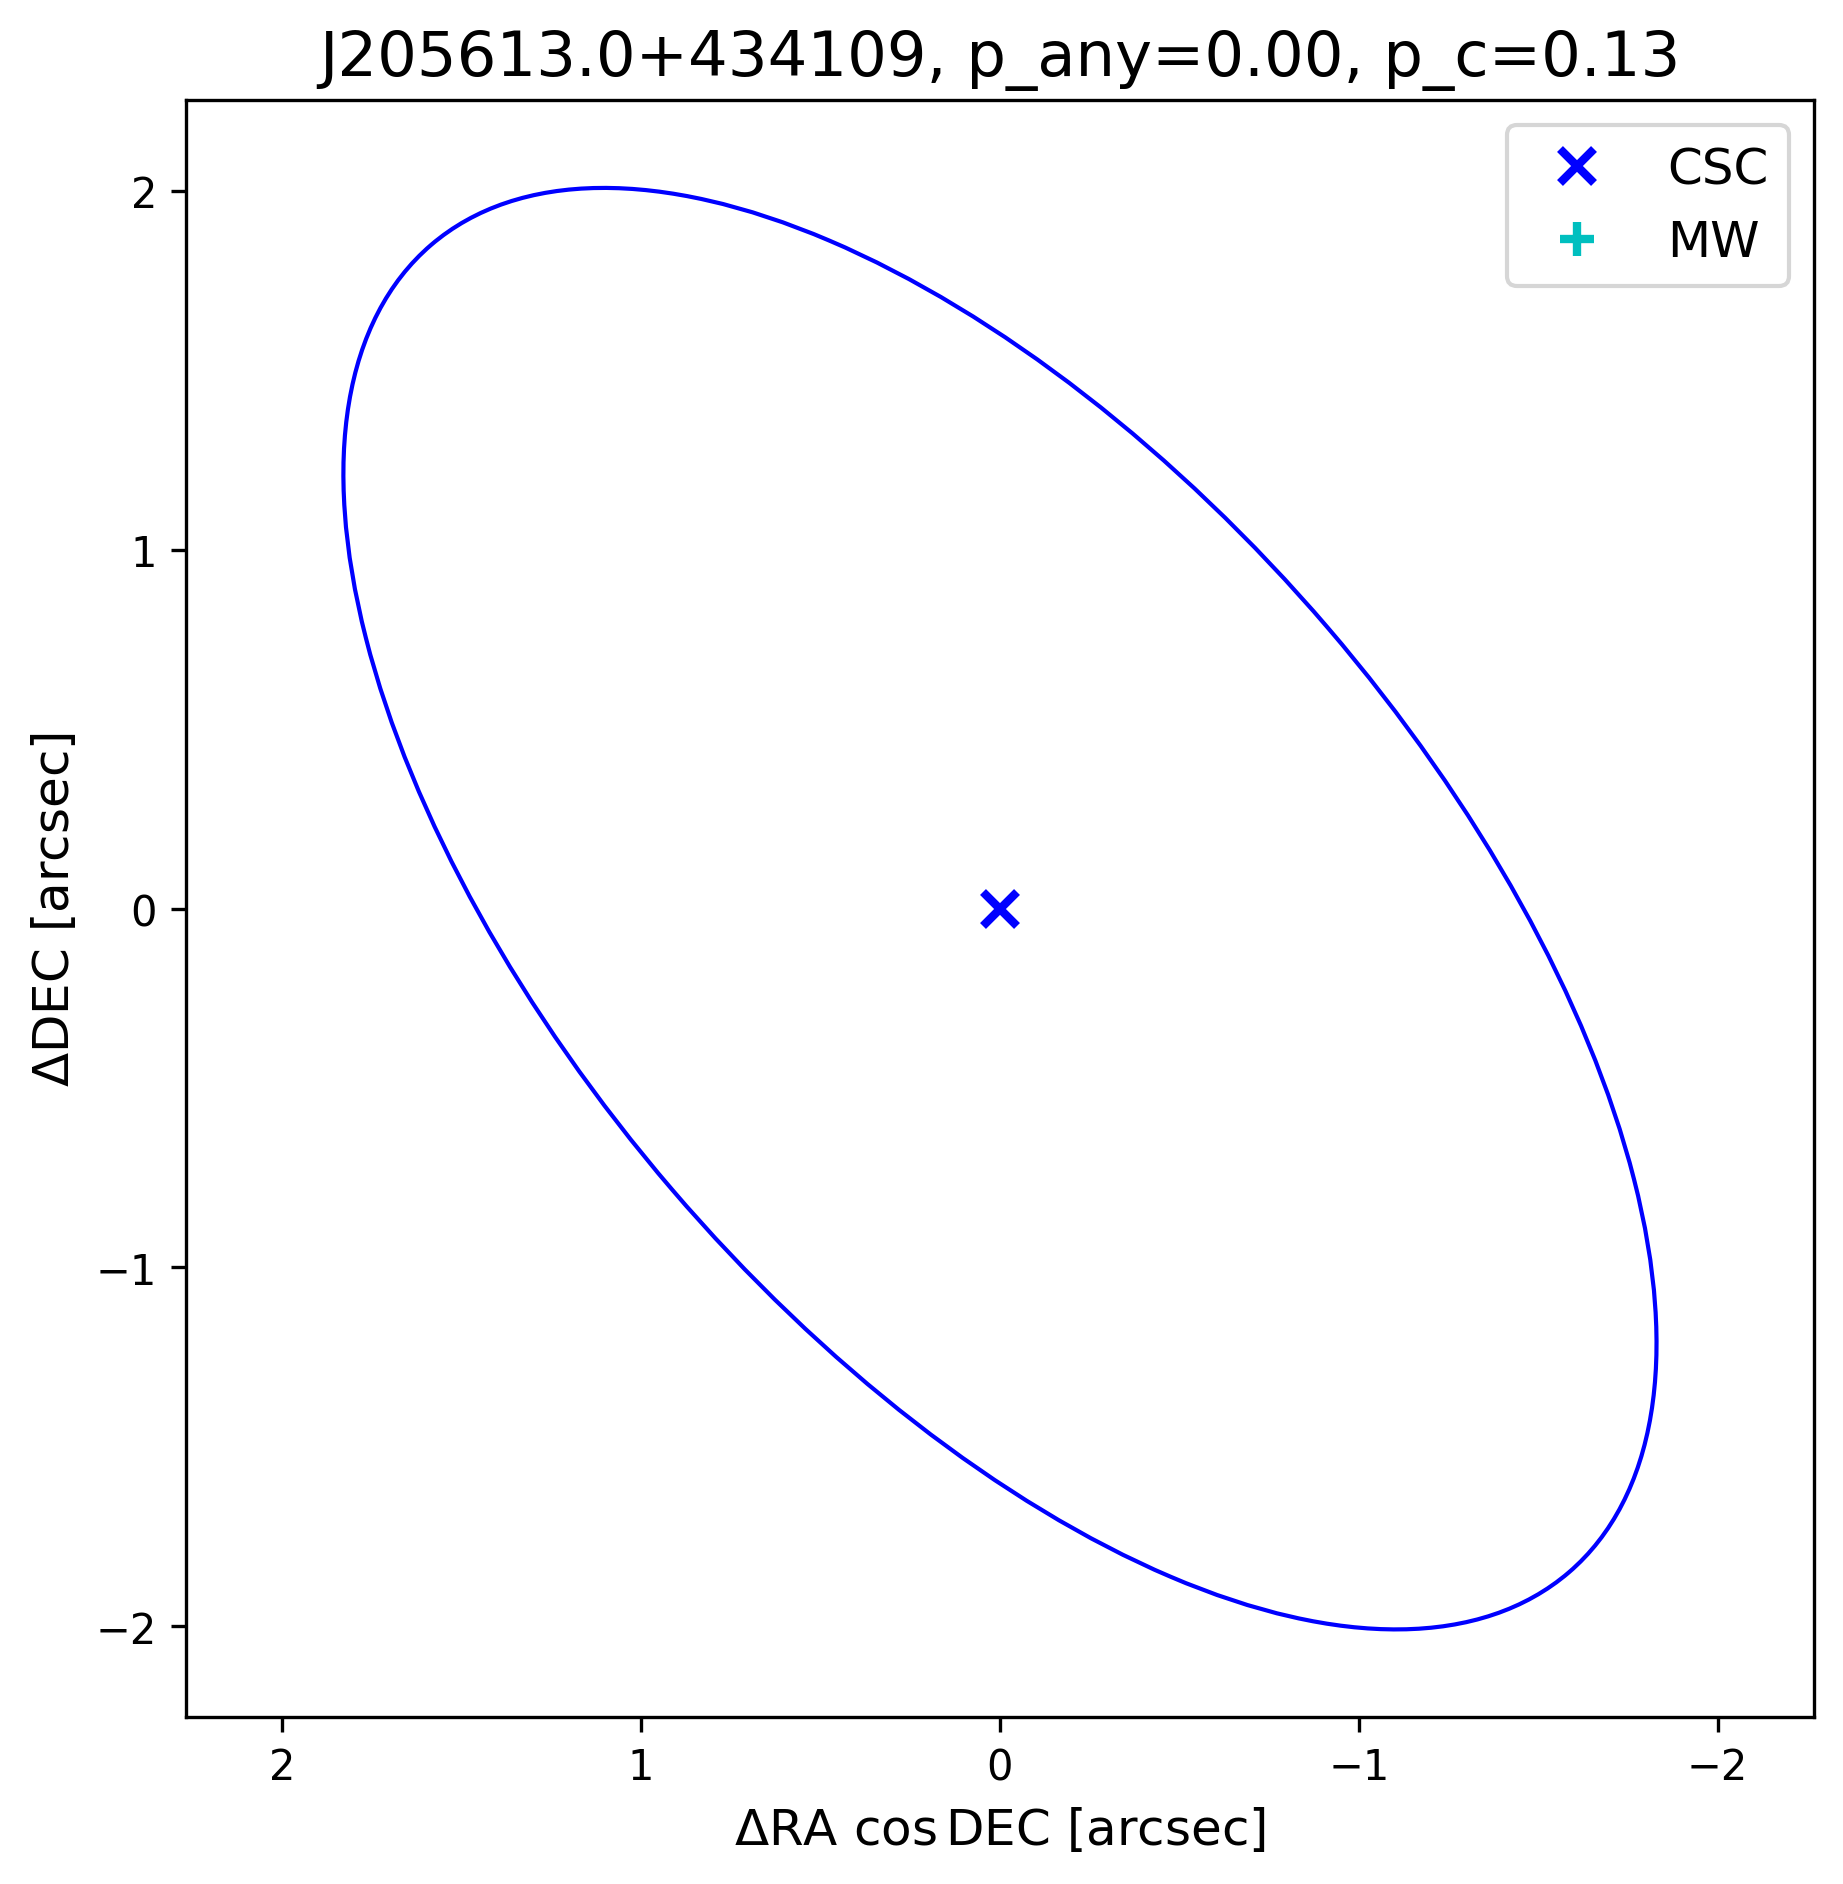 J205613.0+434109, p_any=0.00, p_c=0.13
CSC
MW
2
1
0
−1
−2
ΔDEC [arcsec]
2
1
0
−1
−2
ΔRA cos DEC [arcsec]